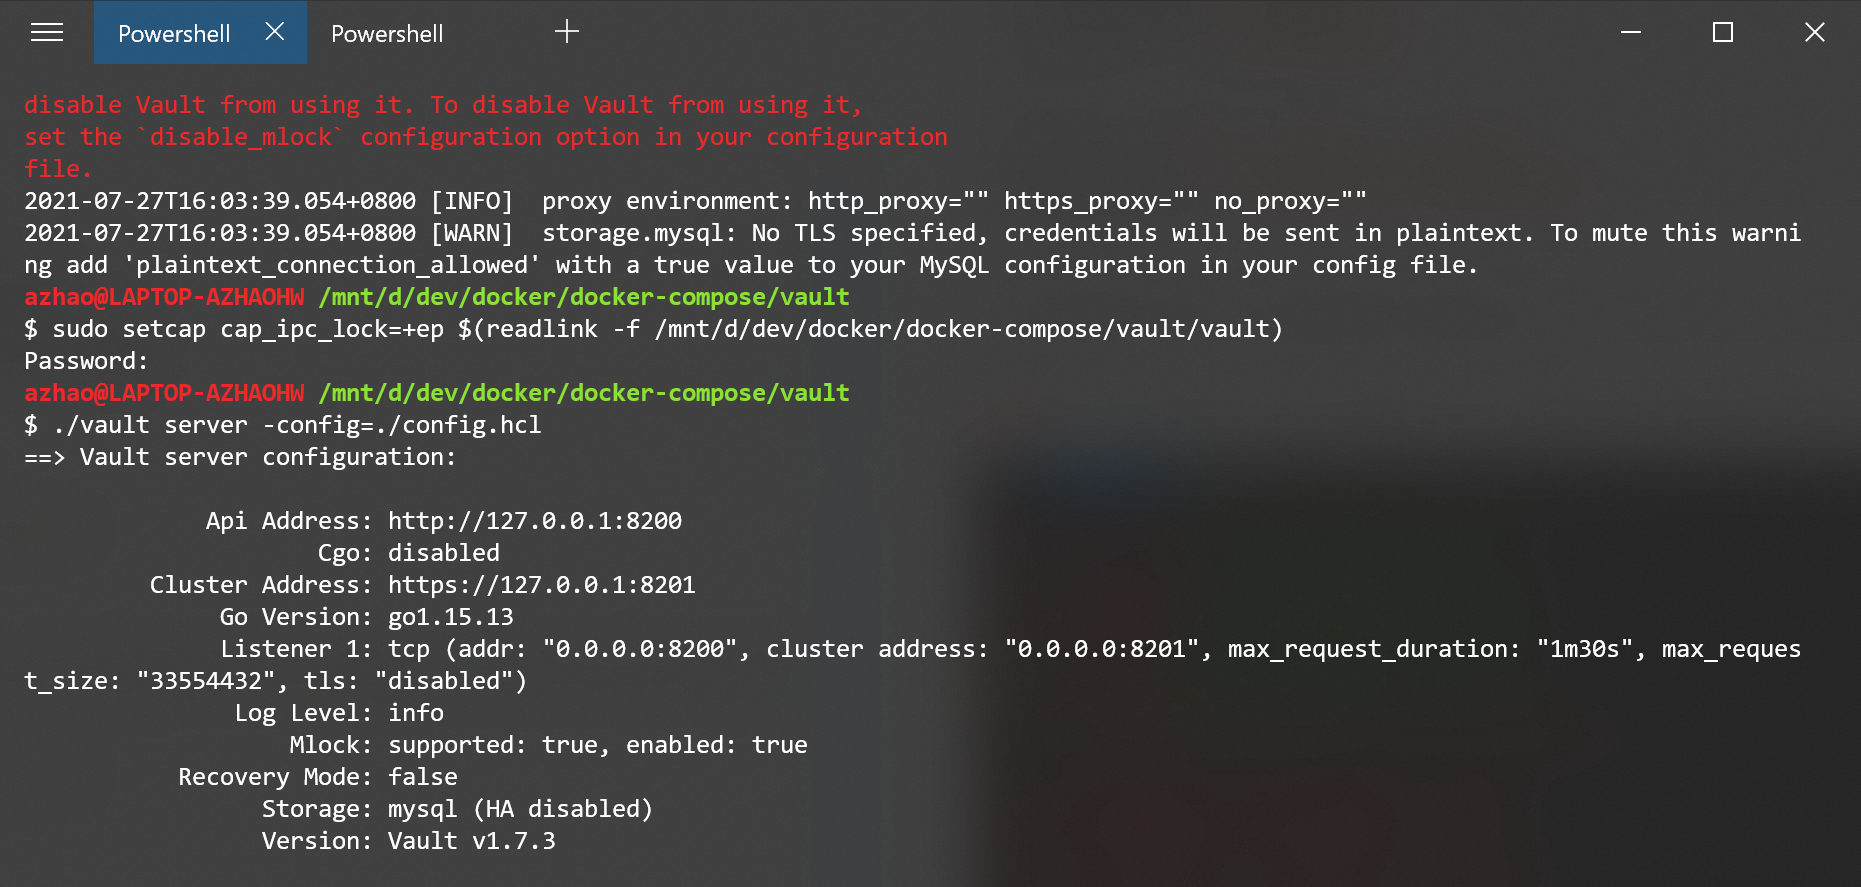 Powershell Powershell
disable Vault from using it. To disable Vault from using it,
set the `disable_mlock` configuration option in your configuration
file.
2021-07-27T16:03:39.054+0800 [INFO]  proxy environment: http_proxy="" https_proxy="" no_proxy=""
2021-07-27T16:03:39.054+0800 [WARN]  storage.mysql: No TLS specified, credentials will be sent in plaintext. To mute this warni
ng add 'plaintext_connection_allowed' with a true value to your MySQL configuration in your config file.
azhao@LAPTOP-AZHAOHW /mnt/d/dev/docker/docker-compose/vault
$ sudo setcap cap_ipc_lock=+ep $(readlink -f /mnt/d/dev/docker/docker-compose/vault/vault)
Password:
azhao@LAPTOP-AZHAOHW /mnt/d/dev/docker/docker-compose/vault
$ ./vault server -config=./config.hcl
==> Vault server configuration:
Api Address: http://127.0.0.1:8200
Cgo: disabled
Cluster Address: https://127.0.0.1:8201
Go Version: go1.15.13
Listener 1: tcp (addr: "0.0.0.0:8200", cluster address: "0.0.0.0:8201", max_request_duration: "1m30s", max_reques
t_size: "33554432", tls: "disabled")
Log Level: info
Mlock: supported: true, enabled: true
Recovery Mode: false
Storage: mysql (HA disabled)
Version: Vault v1.7.3